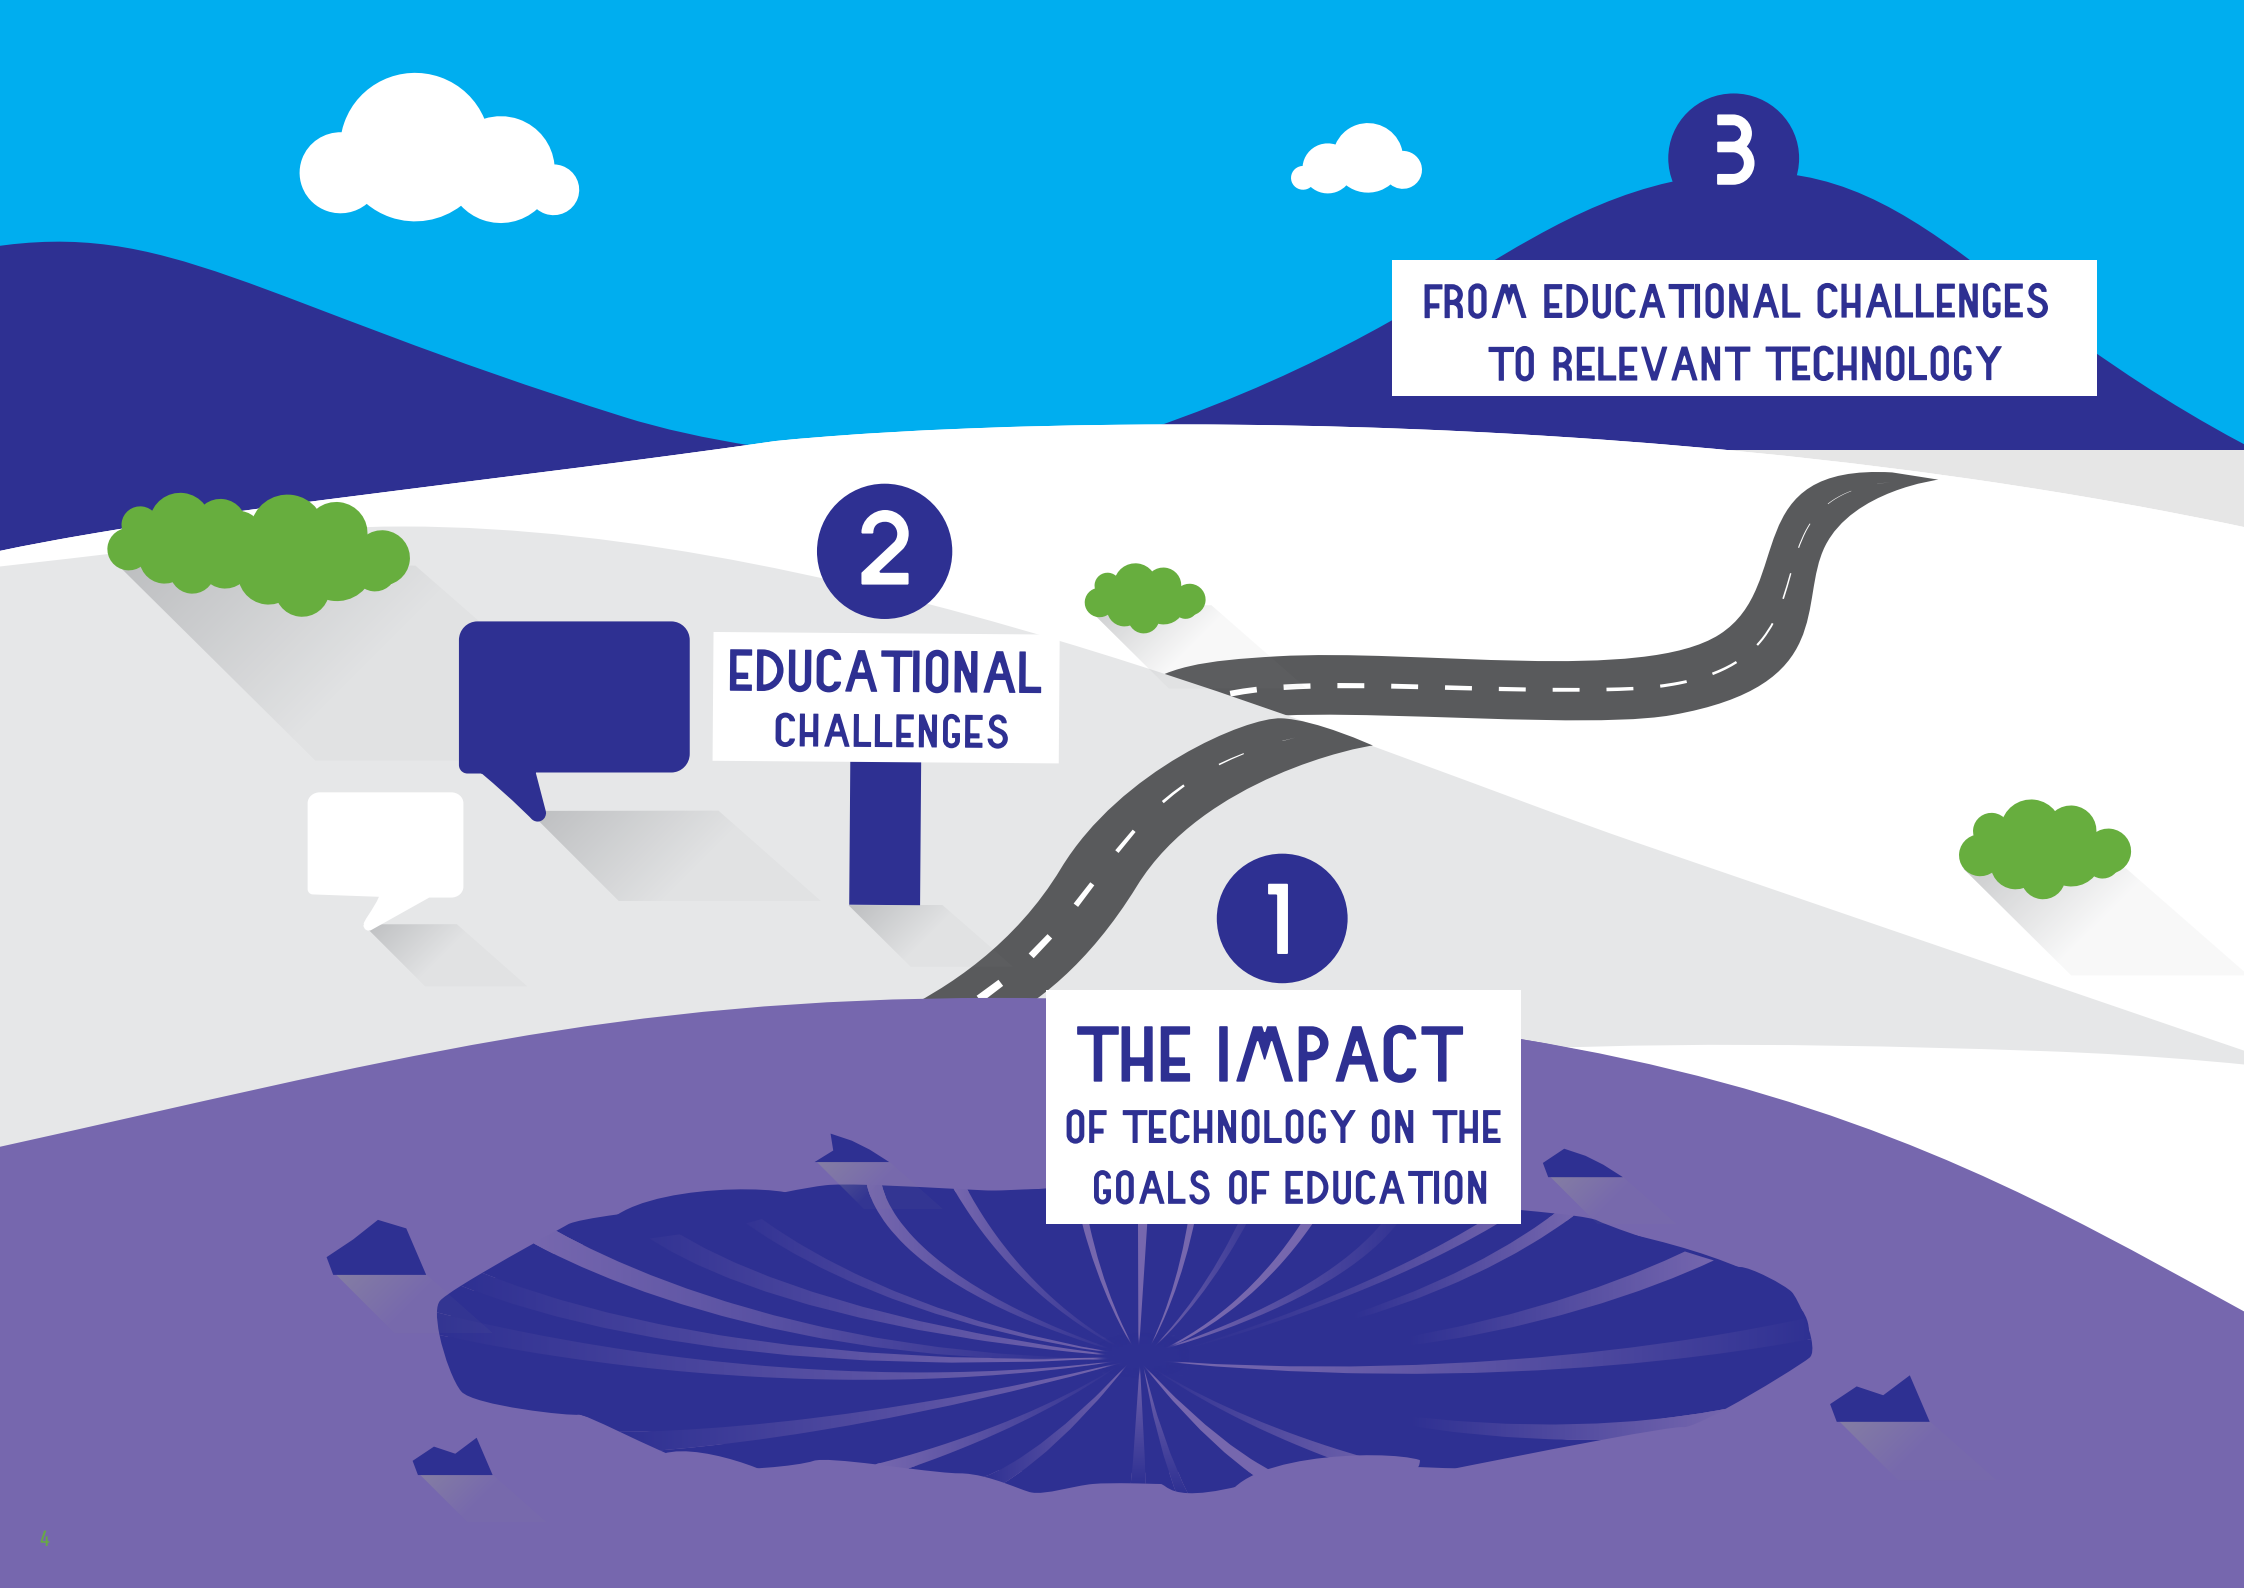 3
FROM EDUCATIONAL CHALLENGES
TO RELEVANT TECHNOLOGY
2
EDUCATIONAL
CHALLENGES
1
THE IMPACT
OF TECHNOLOGY ON THE
GOALS OF EDUCATION
4